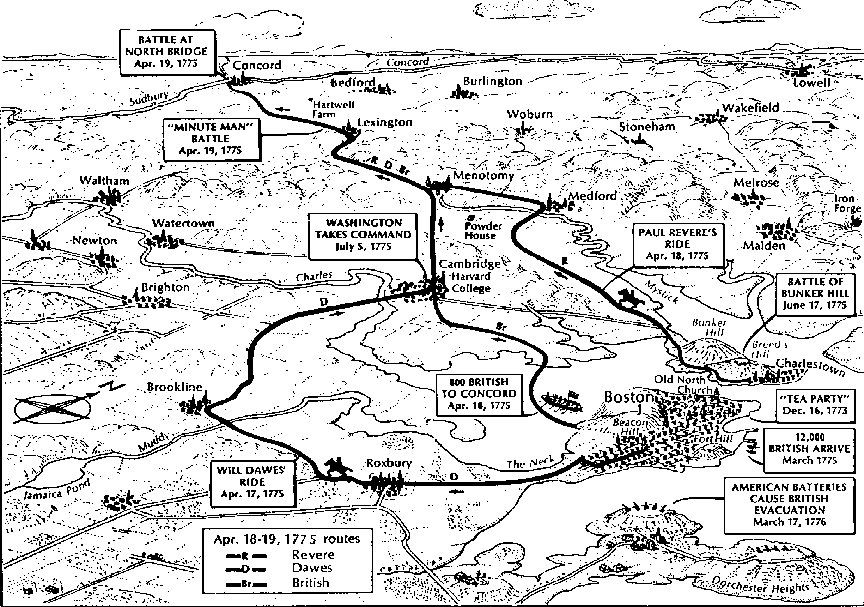 BATTLE AT
NORTH BRIDGE
Apr. 19, 1775
Concord
Concord
Sudbury
Bedford
Burlington
Lowell
Hartwell
Farm
"MINUTE MAN"
BATTLE
Apr. 19, 1775
Lexington
Woburn
Stoneham
Wakefield
R D Br
Menotomy
Medford
Melrose
Iron
Forge
Waltham
Watertown
Newton
Brighton
WASHINGTON
TAKES COMMAND
July 5, 1775
Powder
House
PAUL REVERE'S
RIDE
Apr. 18, 1775
Malden
Cambridge
Harvard
College
Charles
R
Mystick
BATTLE OF
BUNKER HILL
June 17, 1775
D
Br
Bunker
Hill
Breed's
Hill
Charlestown
N
Brookline
800 BRITISH
TO CONCORD
Apr. 18, 1775
Old North
Church
Boston
Beacon
Hill
Fort Hill
"TEA PARTY"
Dec. 16, 1773
12,000
BRITISH ARRIVE
March 1775
Muddy
The Neck
WILL DAWES'
RIDE
Apr. 17, 1775
Roxbury
D
Jamaica Pond
AMERICAN BATTERIES
CAUSE BRITISH
EVACUATION
March 17, 1776
Dorchester Heights
Apr. 18-19, 1775 routes
R Revere
D Dawes
Br British